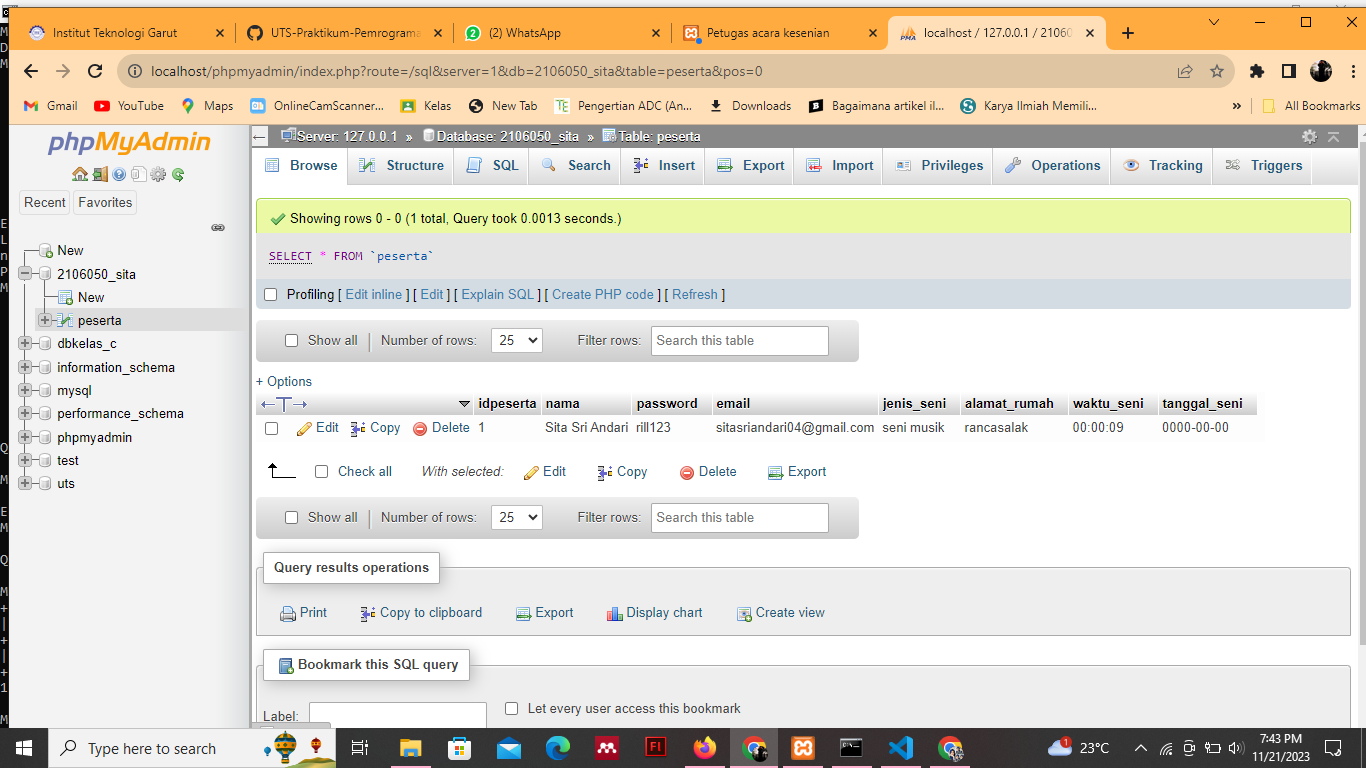 Institut Teknologi Garut
UTS-Praktikum-Pemrograma
(2) WhatsApp
Petugas acara kesenian
localhost / 127.0.0.1 / 21060
localhost/phpmyadmin/index.php?route=/sql&server=1&db=2106050_sita&table=peserta&pos=0
Gmail YouTube Maps OnlineCamScanner... Kelas New Tab Pengertian ADC (An... Downloads Bagaimana artikel il... Karya Ilmiah Memili... » All Bookmarks
phpMyAdmin
Recent Favorites
New
2106050_sita
New
peserta
dbkelas_c
information_schema
mysql
performance_schema
phpmyadmin
test
uts
Server: 127.0.0.1 » Database: 2106050_sita » Table: peserta
Browse Structure SQL Search Insert Export Import Privileges Operations Tracking Triggers
Showing rows 0 - 0 (1 total, Query took 0.0013 seconds.)
SELECT * FROM `peserta`
Profiling [ Edit inline ] [ Edit ] [ Explain SQL ] [ Create PHP code ] [ Refresh ]
Show all | Number of rows: 25 Filter rows: Search this table
+ Options
idpeserta nama password email jenis_seni alamat_rumah waktu_seni tanggal_seni
Edit Copy Delete 1 Sita Sri Andari rill123 sitasriandari04@gmail.com seni musik rancasalak 00:00:09 0000-00-00
Check all With selected: Edit Copy Delete Export
Show all | Number of rows: 25 Filter rows: Search this table
Query results operations
Print Copy to clipboard Export Display chart Create view
Bookmark this SQL query
Label: Let every user access this bookmark
Type here to search
23°C
7:43 PM
11/21/2023